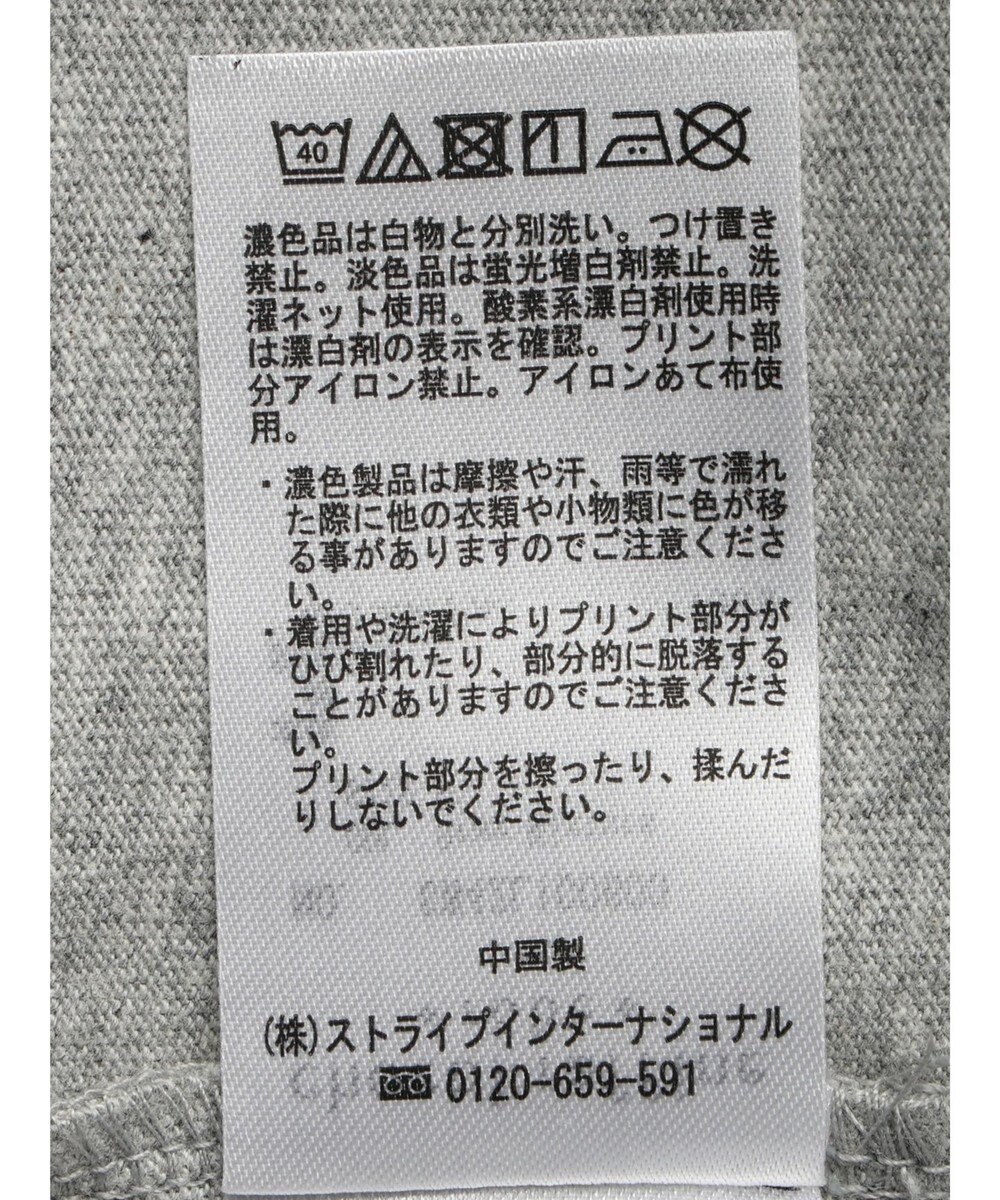 40
濃色品は白物と分別洗い。つけ置き
禁止。淡色品は蛍光増白剤禁止。洗
濯ネット使用。酸素系漂白剤使用時
は漂白剤の表示を確認。プリント部
分アイロン禁止。アイロンあて布使
用。
・濃色製品は摩擦や汗、雨等で濡れ
た際に他の衣類や小物類に色が移
る事がありますのでご注意くださ
い。
・着用や洗濯によりプリント部分が
ひび割れたり、部分的に脱落する
ことがありますのでご注意くださ
い。
プリント部分を擦ったり、揉んだ
りしないでください。
中国製
(株)ストライプインターナショナル
0120-659-591